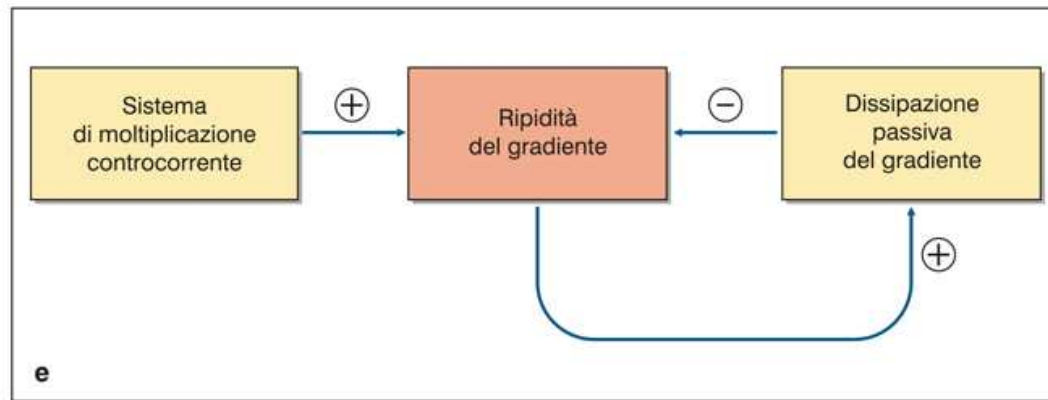 Sistema
di moltiplicazione
controcorrente
+
Ripidità
del gradiente
−
Dissipazione
passiva
del gradiente
+
e